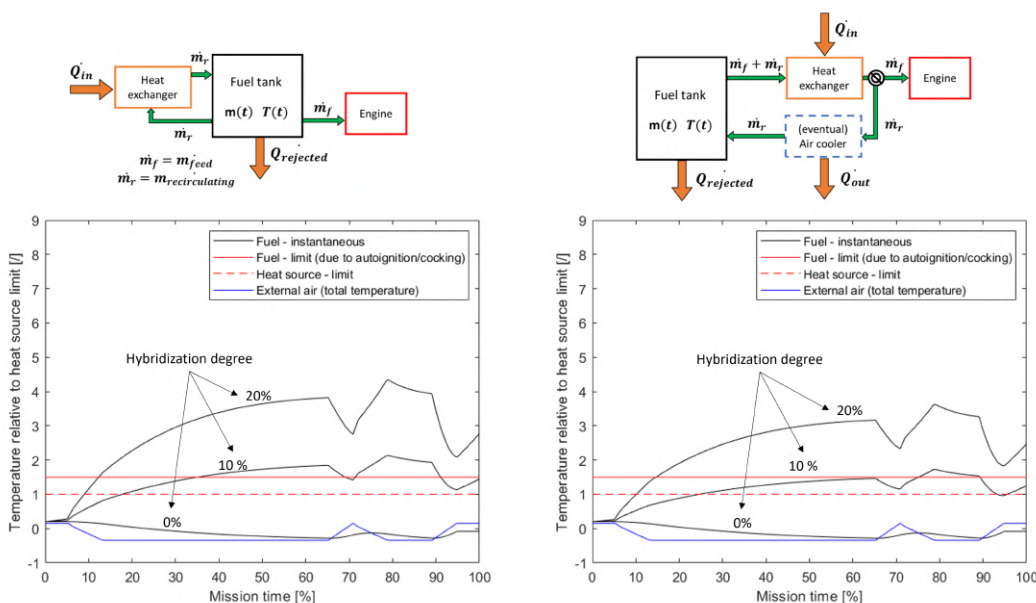 Q̇in
Heat
exchanger
ṁr
ṁr
Fuel tank
m(t) T(t)
ṁf
Engine
Q̇rejected
ṁf = ṁfeed
ṁr = ṁrecirculating
Temperature relative to heat source limit [/]
9
8
7
6
5
4
3
2
1
0
-1
Fuel - instantaneous
Fuel - limit (due to autoignition/cocking)
Heat source - limit
External air (total temperature)
Hybridization degree
20%
10 %
0%
0 10 20 30 40 50 60 70 80 90 100
Mission time [%]
Q̇in
Fuel tank
m(t) T(t)
ṁf + ṁr
Heat
exchanger
ṁf
Engine
ṁr
(eventual)
Air cooler
ṁr
Q̇rejected
Q̇out
Temperature relative to heat source limit [/]
9
8
7
6
5
4
3
2
1
0
-1
Fuel - instantaneous
Fuel - limit (due to autoignition/cocking)
Heat source - limit
External air (total temperature)
Hybridization degree
20%
10 %
0%
0 10 20 30 40 50 60 70 80 90 100
Mission time [%]